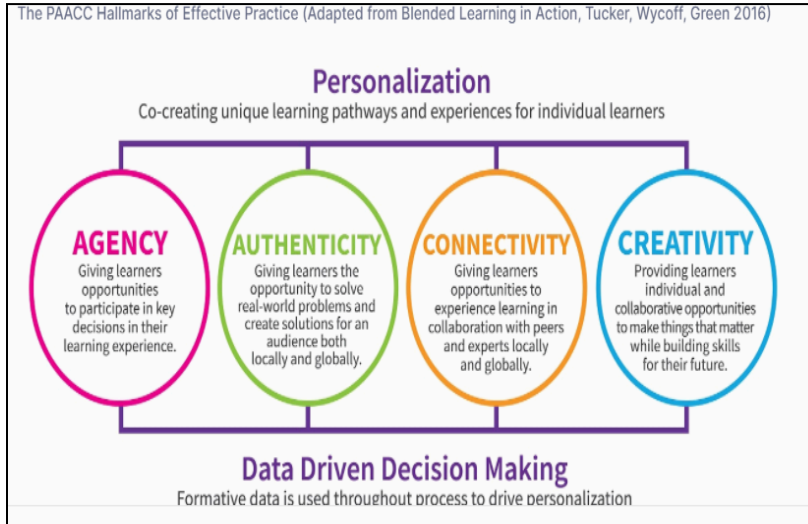 The PAACC Hallmarks of Effective Practice (Adapted from Blended Learning in Action, Tucker, Wycoff, Green 2016)
Personalization
Co-creating unique learning pathways and experiences for individual learners
AGENCY
Giving learners
opportunities
to participate in key
decisions in their
learning experience.
AUTHENTICITY
Giving learners the
opportunity to solve
real-world problems and
create solutions for an
audience both
locally and globally.
CONNECTIVITY
Giving learners
opportunities to
experience learning in
collaboration with peers
and experts locally
and globally.
CREATIVITY
Providing learners
individual and
collaborative opportunities
to make things that matter
while building skills
for their future.
Data Driven Decision Making
Formative data is used throughout process to drive personalization